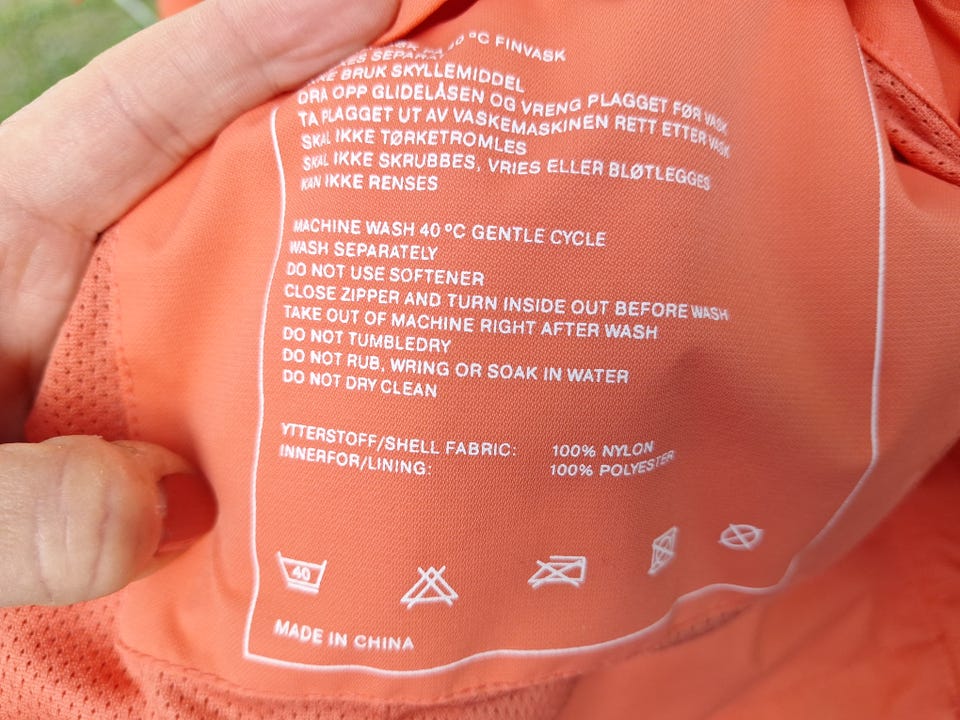 °C FINVASK
SEPARAT
BRUK SKYLLEMIDDEL
DRA OPP GLIDELÅSEN OG VRENG PLAGGET FØR VASK
TA PLAGGET UT AV VASKEMASKINEN RETT ETTER VASK
SKAL IKKE TØRKETROMLES
SKAL IKKE SKRUBBES, VRIES ELLER BLØTLEGGES
KAN IKKE RENSES
MACHINE WASH 40 °C GENTLE CYCLE
WASH SEPARATELY
DO NOT USE SOFTENER
CLOSE ZIPPER AND TURN INSIDE OUT BEFORE WASH
TAKE OUT OF MACHINE RIGHT AFTER WASH
DO NOT TUMBLEDRY
DO NOT RUB, WRING OR SOAK IN WATER
DO NOT DRY CLEAN
YTTERSTOFF/SHELL FABRIC: 100% NYLON
INNERFOR/LINING: 100% POLYESTER
40
MADE IN CHINA